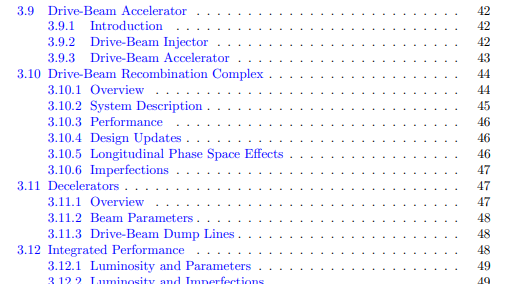 3.9 Drive-Beam Accelerator . . . . . . . . . . . . . . . . . . . . . . . . . . 42
3.9.1 Introduction . . . . . . . . . . . . . . . . . . . . . . . . . . . . 42
3.9.2 Drive-Beam Injector . . . . . . . . . . . . . . . . . . . . . . . . 42
3.9.3 Drive-Beam Accelerator . . . . . . . . . . . . . . . . . . . . . . 43
3.10 Drive-Beam Recombination Complex . . . . . . . . . . . . . . . . . . . 44
3.10.1 Overview . . . . . . . . . . . . . . . . . . . . . . . . . . . . . 44
3.10.2 System Description . . . . . . . . . . . . . . . . . . . . . . . . 45
3.10.3 Performance . . . . . . . . . . . . . . . . . . . . . . . . . . . 46
3.10.4 Design Updates . . . . . . . . . . . . . . . . . . . . . . . . . . 46
3.10.5 Longitudinal Phase Space Effects . . . . . . . . . . . . . . . . . 46
3.10.6 Imperfections . . . . . . . . . . . . . . . . . . . . . . . . . . 47
3.11 Decelerators . . . . . . . . . . . . . . . . . . . . . . . . . . . . . 47
3.11.1 Overview . . . . . . . . . . . . . . . . . . . . . . . . . . . . . 47
3.11.2 Beam Parameters . . . . . . . . . . . . . . . . . . . . . . . . . 48
3.11.3 Drive-Beam Dump Lines . . . . . . . . . . . . . . . . . . . . . . 48
3.12 Integrated Performance . . . . . . . . . . . . . . . . . . . . . . . . 48
3.12.1 Luminosity and Parameters . . . . . . . . . . . . . . . . . . . . 49
3.12.2 Luminosity and Imperfections . . . . . . . . . . . . . . . . . . . 49